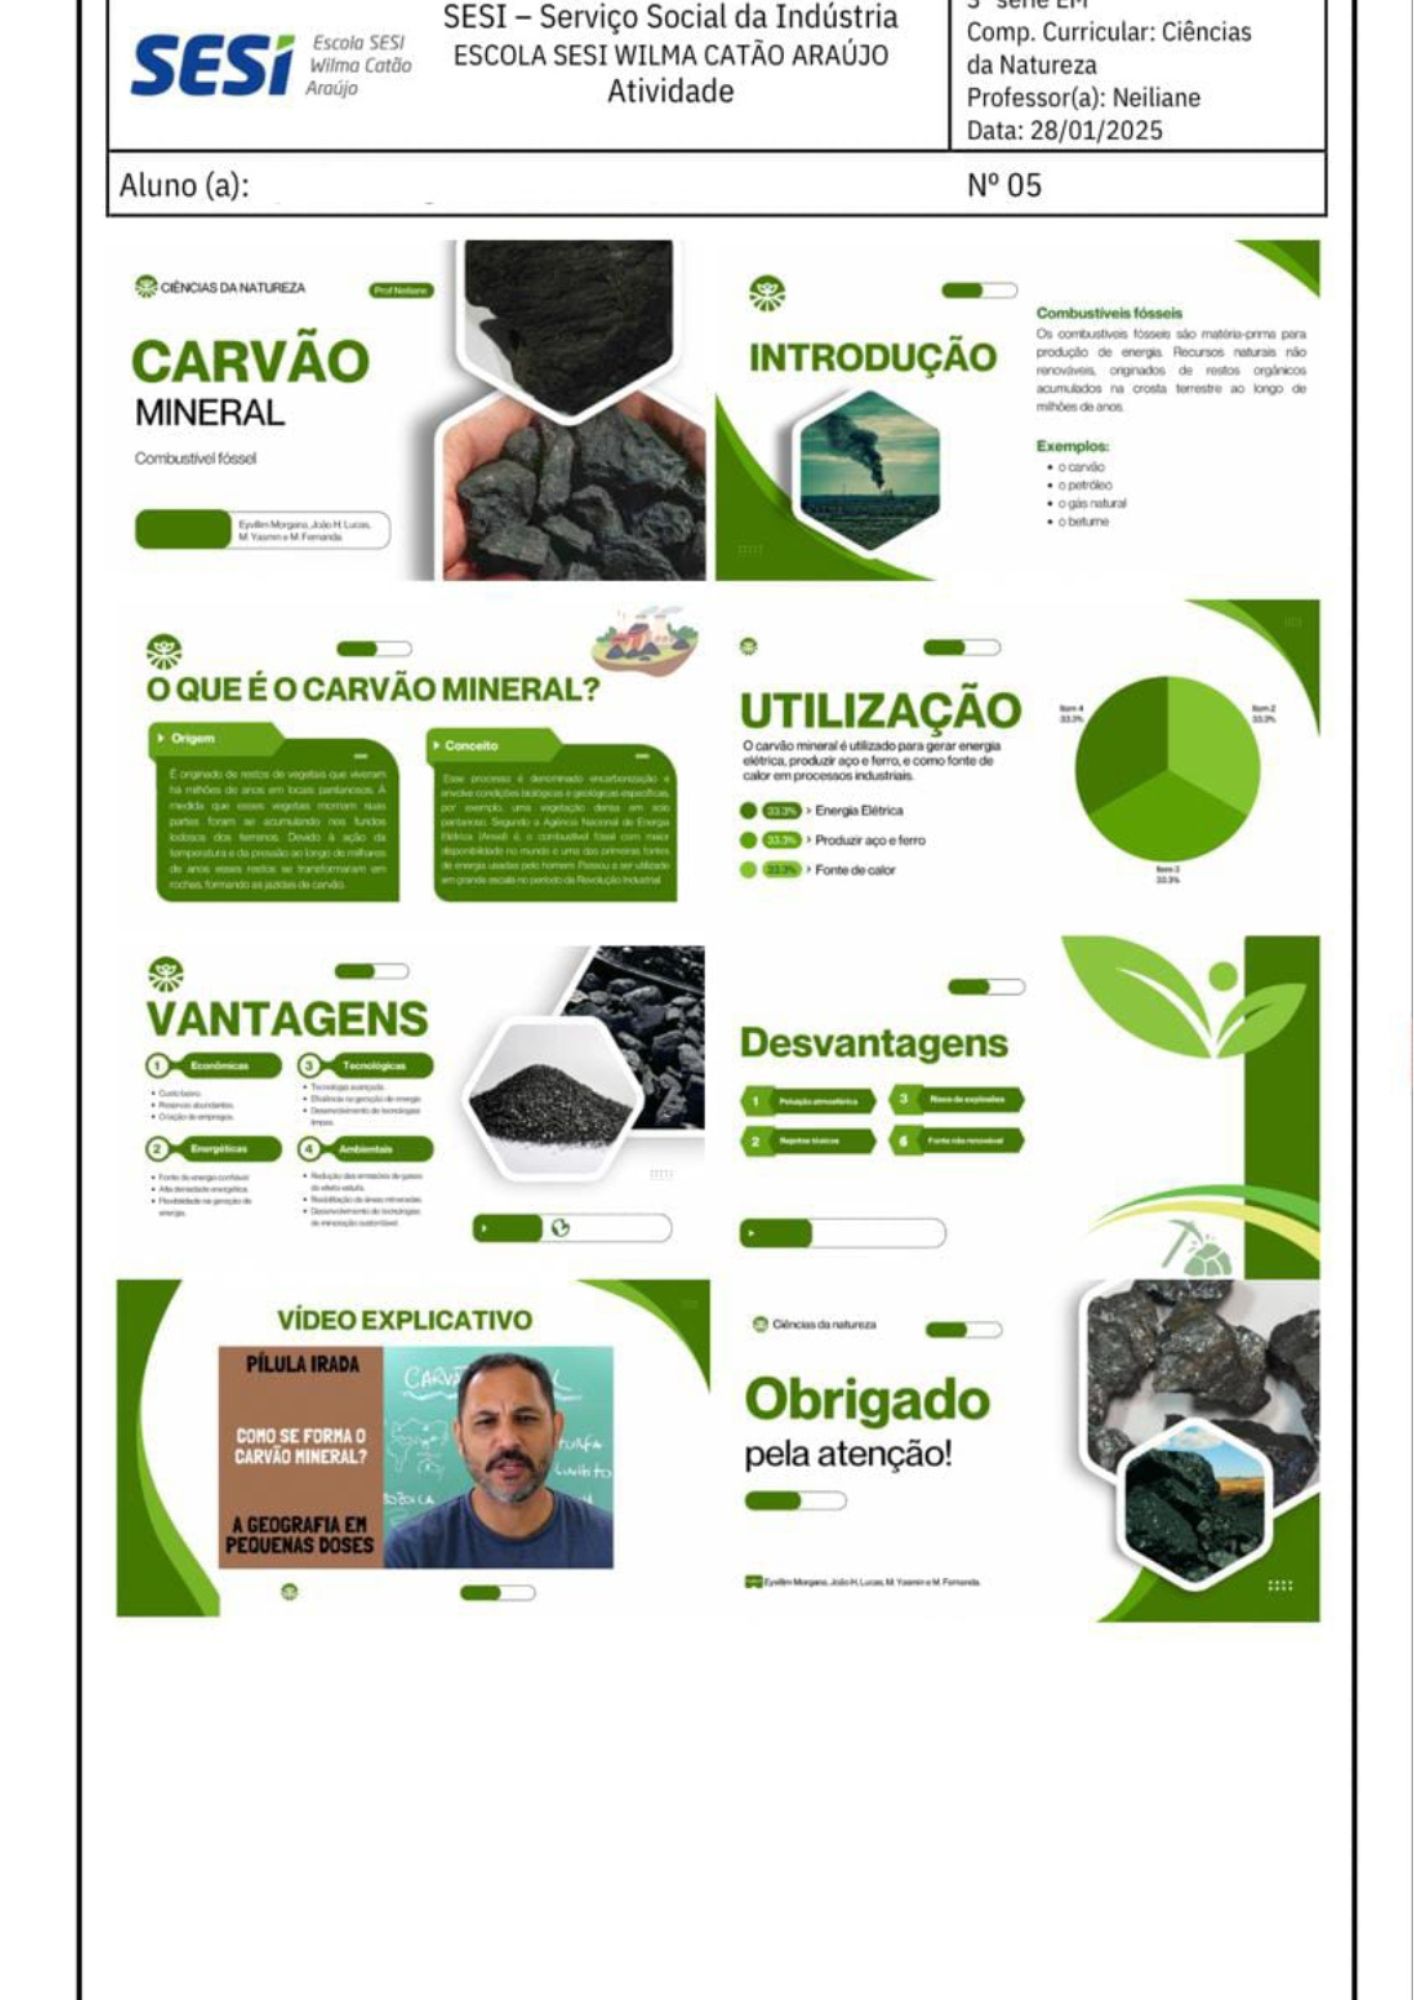 SESI
Escola SESI
Wilma Catão
Araújo
SESI – Serviço Social da Indústria
ESCOLA SESI WILMA CATÃO ARAÚJO
Atividade
3ª série EM
Comp. Curricular: Ciências
da Natureza
Professor(a): Neiliane
Data: 28/01/2025
Aluno (a):
Nº 05
CIÊNCIAS DA NATUREZA
Prof Neiliane
CARVÃO
MINERAL
Combustível fóssel
Eyvillim Morgana, João H, Lucas,
M. Yasmin e M. Fernanda.
INTRODUÇÃO
Combustíveis fósseis
Os combustíveis fósseis são matéria-prima para
produção de energia. Recursos naturais não
renováveis, originados de restos orgânicos
acumulados na crosta terrestre ao longo de
milhões de anos.
Exemplos:
• o carvão
• o petróleo
• o gás natural
• o betume
O QUE É O CARVÃO MINERAL?
Origem
É originado de restos de vegetais que viveram
há milhões de anos em locais pantanosos. À
medida que esses vegetais morriam suas
partes foram se acumulando nos fundos
lodosos dos terrenos. Devido à ação da
temperatura e da pressão ao longo de milhares
de anos esses restos se transformaram em
rochas, formando as jazidas de carvão.
Conceito
Esse processo é denominado encarbonização e
envolve condições biológicas e geológicas específicas,
por exemplo, uma vegetação densa em solo
pantanoso. Segundo a Agência Nacional de Energia
Elétrica (Aneel) é, o combustível fóssil com maior
disponibilidade no mundo e uma das primeiras fontes
de energia usadas pelo homem. Passou a ser utilizado
em grande escala no período da Revolução Industrial.
UTILIZAÇÃO
O carvão mineral é utilizado para gerar energia
elétrica, produzir aço e ferro, e como fonte de
calor em processos industriais.
33.3% > Energia Elétrica
33.3% > Produzir aço e ferro
33.3% > Fonte de calor
Item 4
33.3%
Item 2
33.3%
Item 3
33.3%
VANTAGENS
1 Econômicas
• Custo baixo.
• Reservas abundantes.
• Criação de empregos.
2 Energéticas
• Fonte de energia confiável
• Alta densidade energética.
• Flexibilidade na geração de
energia.
3 Tecnológicas
• Tecnologia avançada.
• Eficiência na geração de energia
• Desenvolvimento de tecnologias
limpas.
4 Ambientais
• Redução das emissões de gases
do efeito estufa.
• Reabilitação de áreas mineradas.
• Desenvolvimento de tecnologias
de mineração sustentável.
Desvantagens
1 Poluição atmosférica
2 Rejeitos tóxicos
3 Risco de explosões
6 Fonte não renovável
VÍDEO EXPLICATIVO
PÍLULA IRADA
COMO SE FORMA O
CARVÃO MINERAL?
A GEOGRAFIA EM
PEQUENAS DOSES
Ciências da natureza
Obrigado
pela atenção!
Eyvillim Morgana, João H, Lucas, M. Yasmin e M. Fernanda.